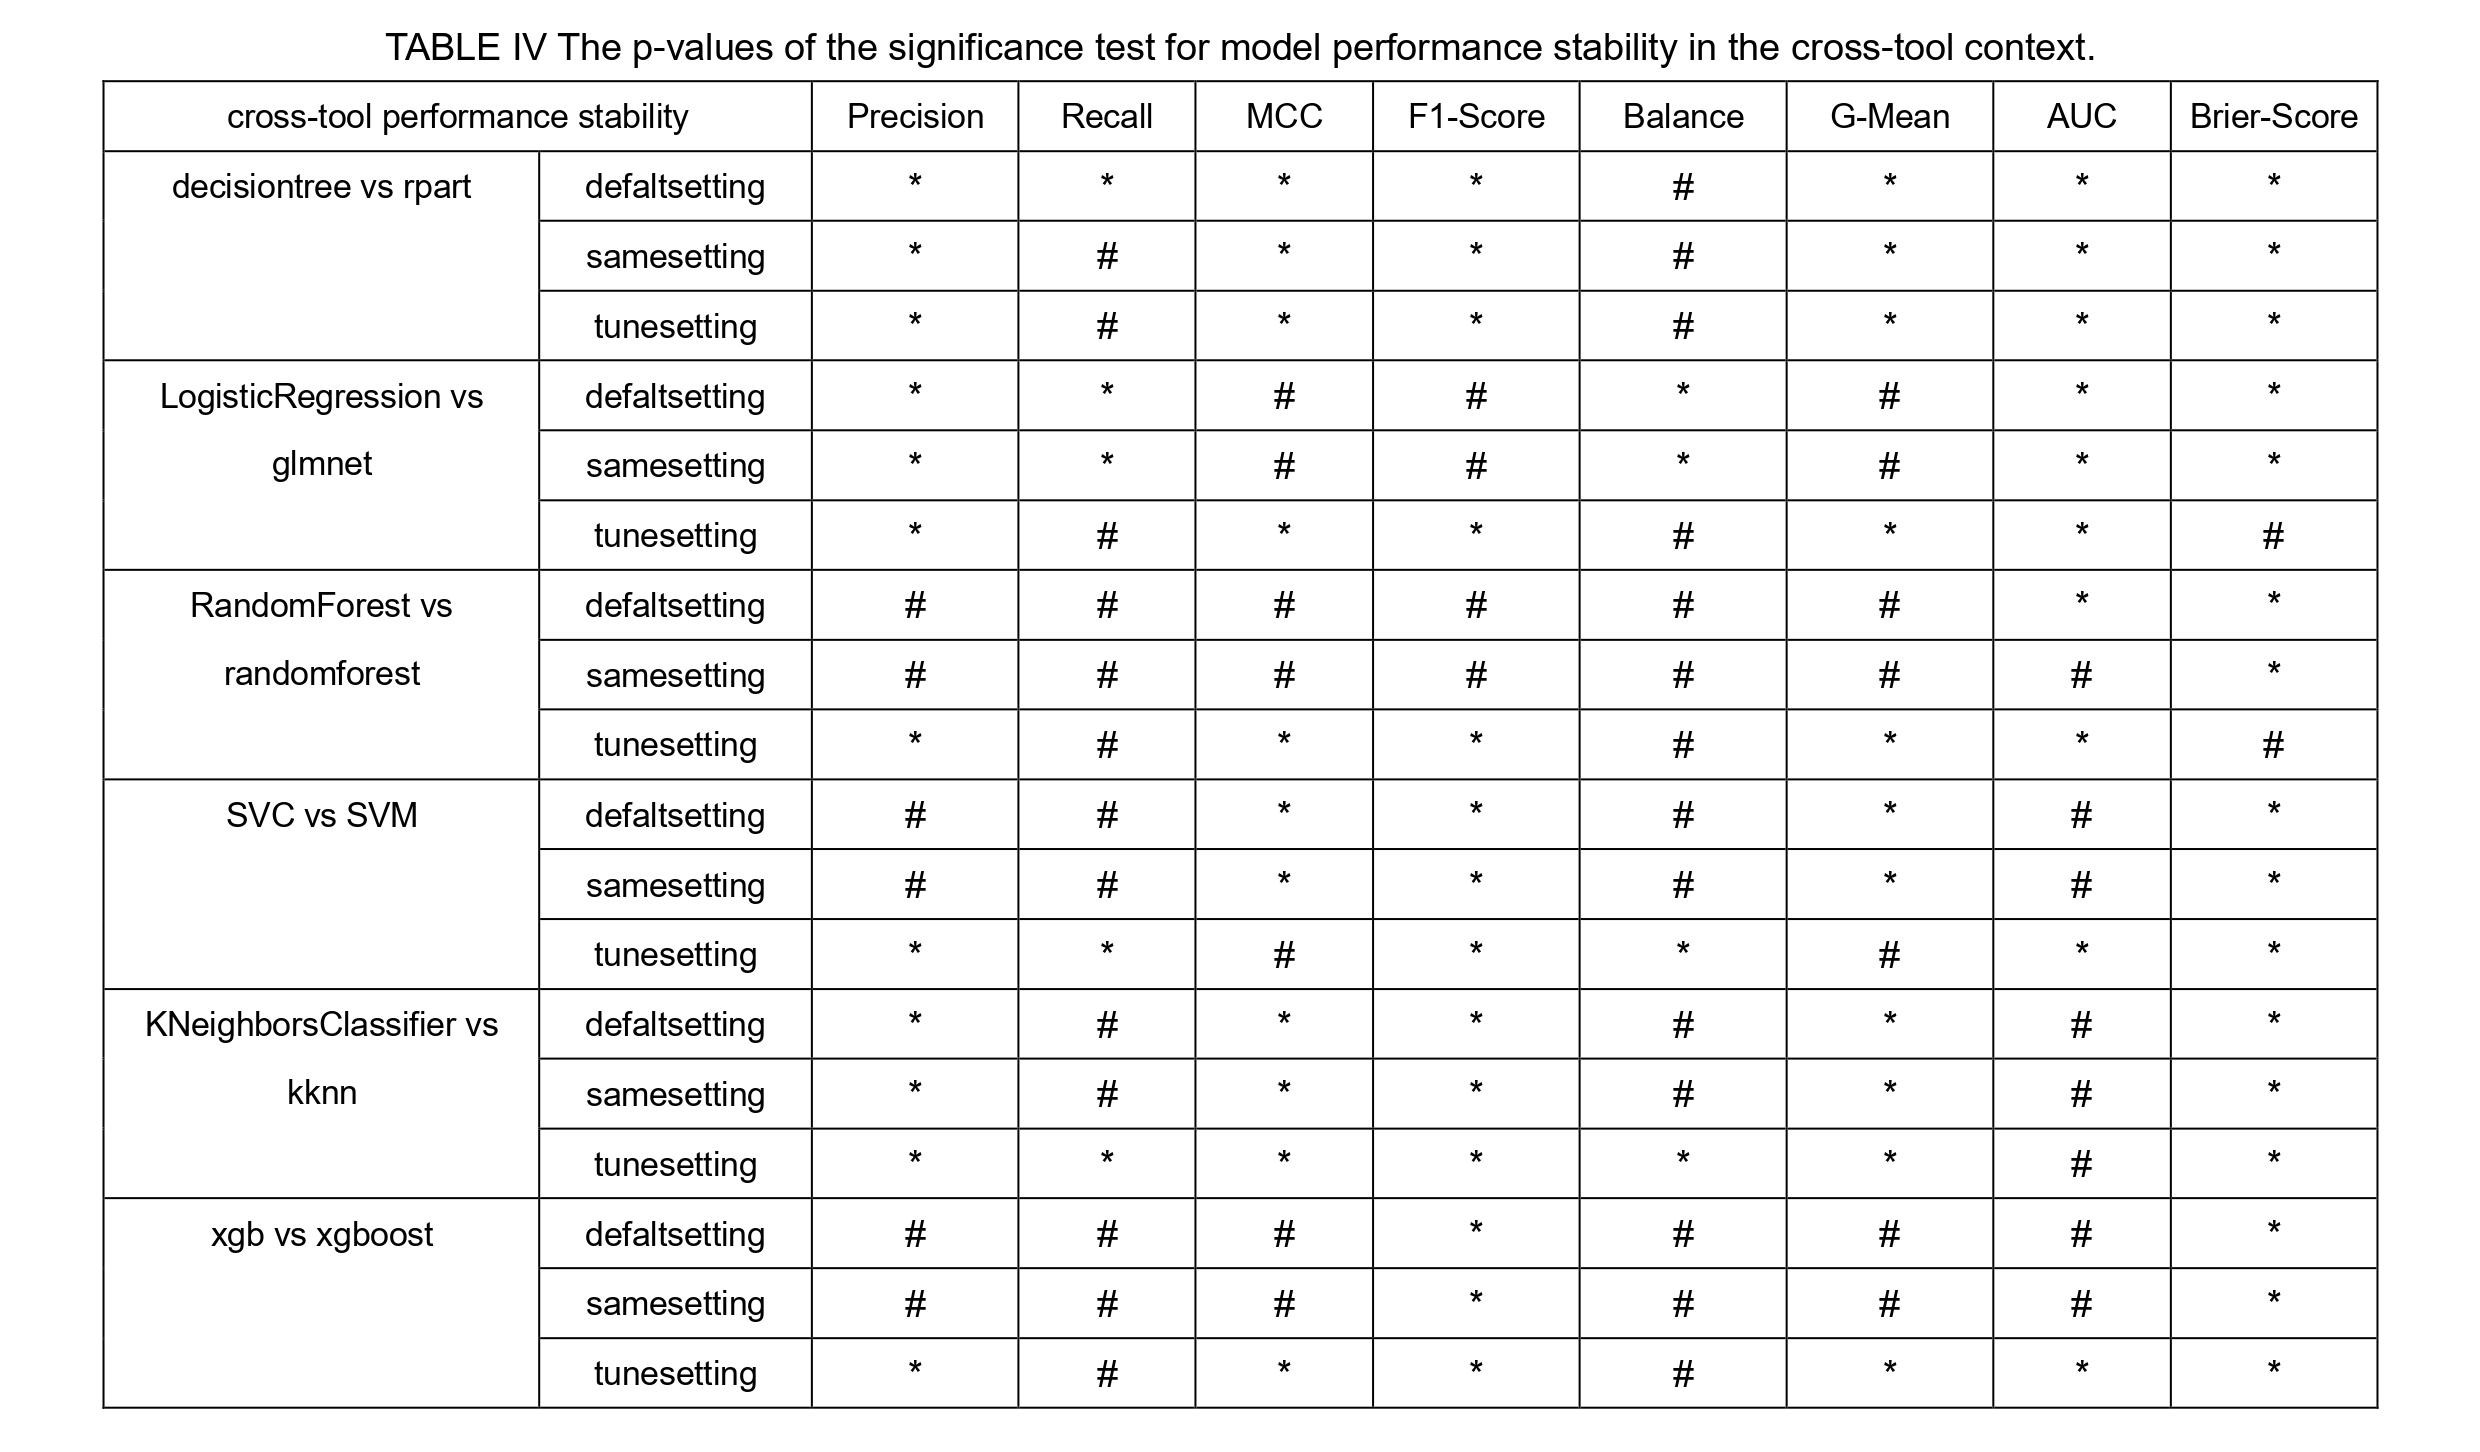 TABLE IV The p-values of the significance test for model performance stability in the cross-tool context.
cross-tool performance stability Precision Recall MCC F1-Score Balance G-Mean AUC Brier-Score
decisiontree vs rpart defaltsetting * * * * # * * *
samesetting * # * * # * * *
tunesetting * # * * # * * *
LogisticRegression vs defaltsetting * * # # * # * *
glmnet samesetting * * # # * # * *
tunesetting * # * * # * * #
RandomForest vs defaltsetting # # # # # # * *
randomforest samesetting # # # # # # # *
tunesetting * # * * # * * #
SVC vs SVM defaltsetting # # * * # * # *
samesetting # # * * # * # *
tunesetting * * # * * # * *
KNeighborsClassifier vs defaltsetting * # * * # * # *
kknn samesetting * # * * # * # *
tunesetting * * * * * * # *
xgb vs xgboost defaltsetting # # # * # # # *
samesetting # # # * # # # *
tunesetting * # * * # * * *